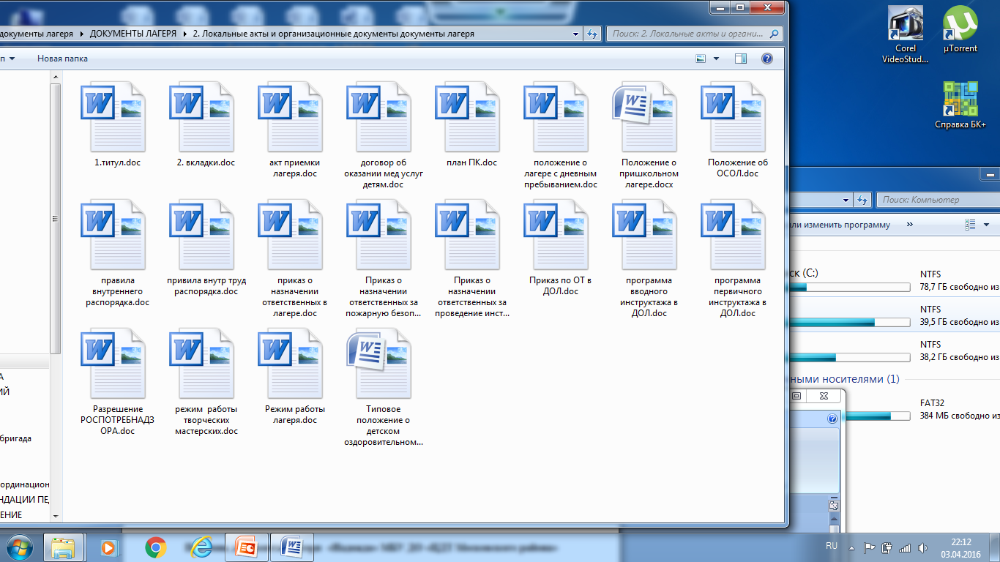 документы лагеря ▸ ДОКУМЕНТЫ ЛАГЕРЯ ▸ 2. Локальные акты и организационные документы документы лагеря
Поиск: 2. Локальные акты и органи...
Новая папка
1.титул.doc
2. вкладки.doc
акт приемки
лагеря.doc
договор об
оказании мед услуг
детям.doc
план ПК.doc
положение о
лагере с дневным
пребыванием.doc
Положение о
пришкольном
лагере.docx
Положение об
ОСОЛ.doc
правила
внутреннего
распорядка.doc
привила внутр труд
распорядка.doc
приказ о
назначении
ответственных в
лагере.doc
Приказ о
назначении
ответственных за
пожарную безоп...
Приказ о
назначении
ответственных за
проведение инст...
Приказ по ОТ в
ДОЛ.doc
программа
вводного
инструктажа в
ДОЛ.doc
программа
первичного
инструктажа в
ДОЛ.doc
Разрешение
РОСПОТРЕБНАДЗ
ОРА.doc
режим работы
творческих
мастерских.doc
Режим работы
лагеря.doc
Типовое
положение о
детском
оздоровительном...
бригада
ординацион
НДАЦИИ ПЕД
ЕНИЕ
Corel
VideoStud...
µTorrent
Справка БК+
Поиск: Компьютер
или изменить программу »
ск (C:)
NTFS
78,7 ГБ свободно из
NTFS
39,5 ГБ свободно из
NTFS
38,2 ГБ свободно из
ными носителями (1)
FAT32
384 МБ свободно из
RU
22:12
03.04.2016